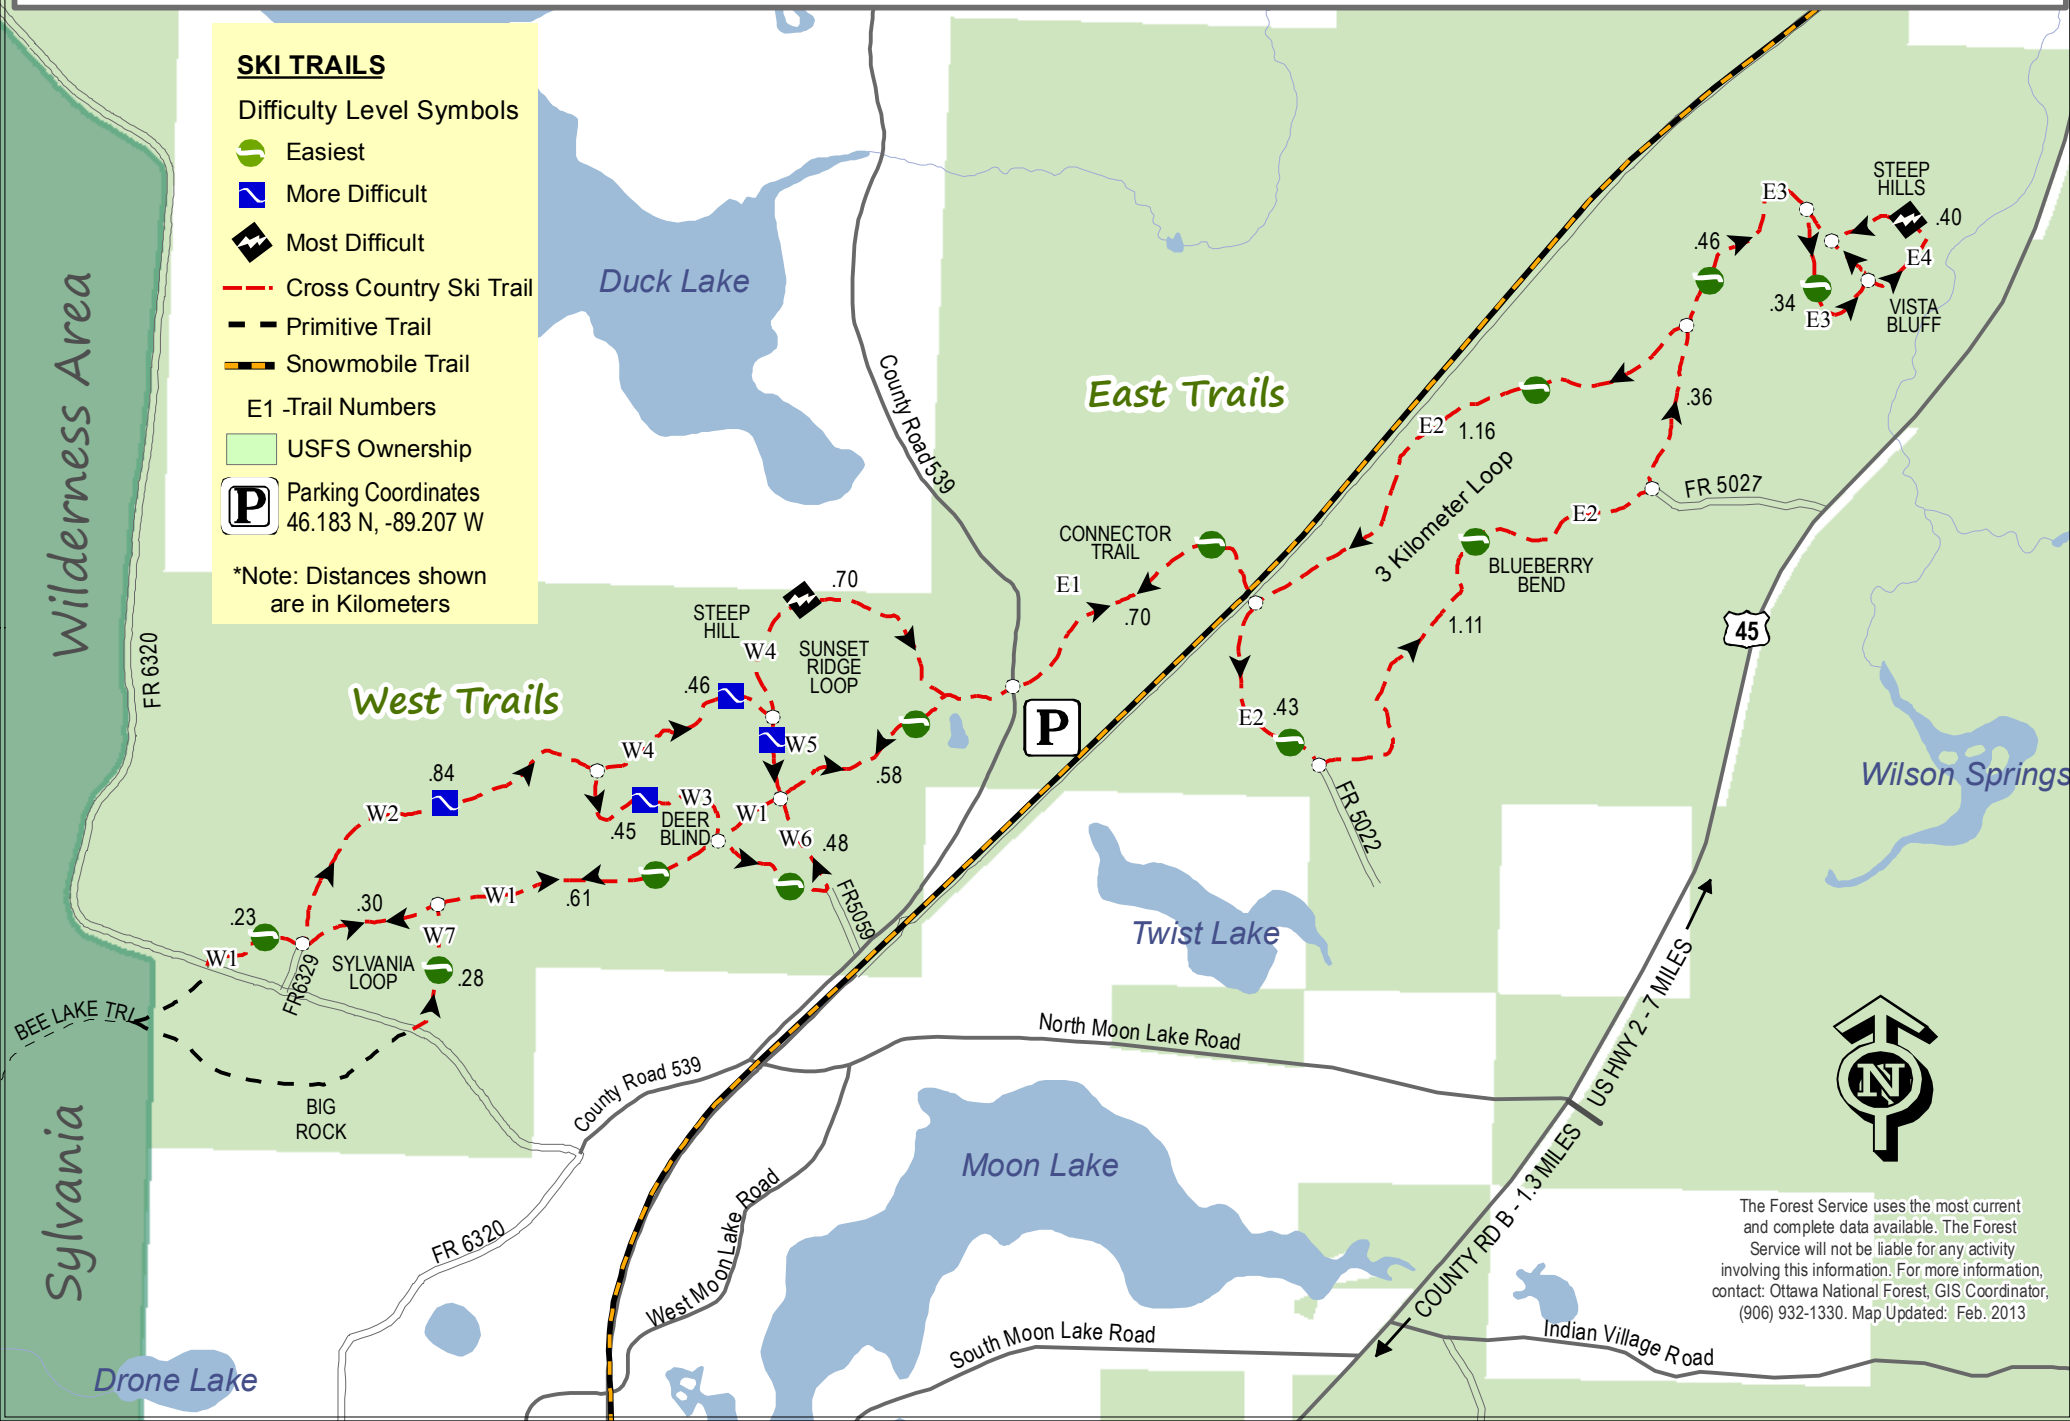 SKI TRAILS
Difficulty Level Symbols
Easiest
More Difficult
Most Difficult
Cross Country Ski Trail
Primitive Trail
Snowmobile Trail
E1 -Trail Numbers
USFS Ownership
P
Parking Coordinates
46.183 N, -89.207 W
*Note: Distances shown
are in Kilometers
Sylvania
Wilderness Area
FR 6320
Duck Lake
County Road 539
East Trails
STEEP
HILLS
.40
E3
.46
E4
.34
E3
VISTA
BLUFF
.36
E2
1.16
3 Kilometer Loop
FR 5027
E2
BLUEBERRY
BEND
1.11
CONNECTOR
TRAIL
E1
.70
45
E2
.43
FR 5022
Wilson Springs
West Trails
.70
STEEP
HILL
W4
SUNSET
RIDGE
LOOP
.46
W4
W5
P
.58
.84
W2
.45
W3
DEER
BLIND
W1
W6
.48
FR5059
.30
W1
.61
.23
W1
W7
SYLVANIA
LOOP
.28
FR6329
BEE LAKE TRL
BIG
ROCK
Twist Lake
North Moon Lake Road
US HWY 2 - 7 MILES
N
County Road 539
Moon Lake
COUNTY RD B - 1.3 MILES
FR 6320
West Moon Lake Road
South Moon Lake Road
Indian Village Road
Drone Lake
The Forest Service uses the most current
and complete data available. The Forest
Service will not be liable for any activity
involving this information. For more information,
contact: Ottawa National Forest, GIS Coordinator,
(906) 932-1330. Map Updated: Feb. 2013